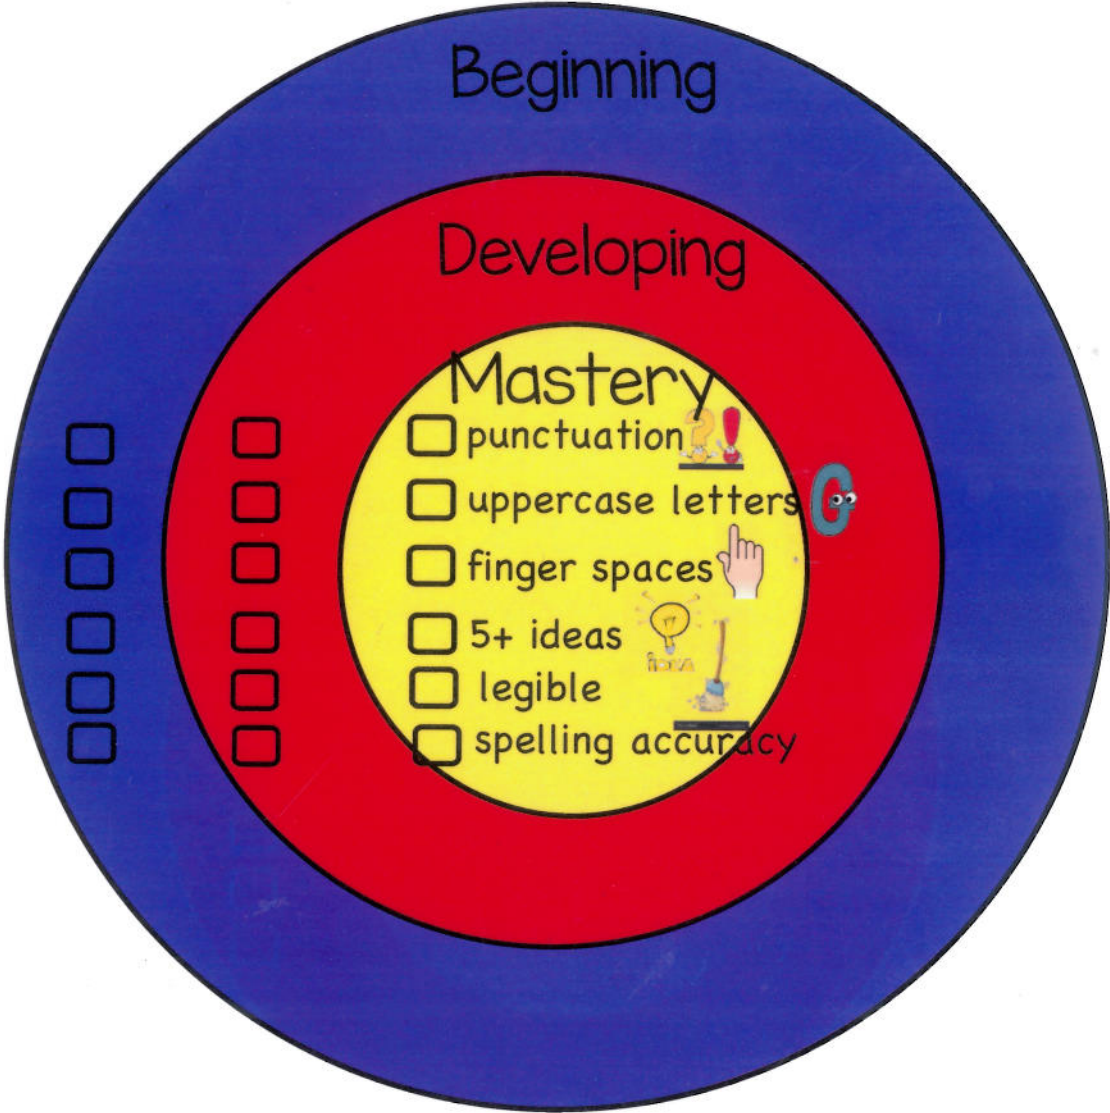 Beginning
Developing
Mastery
punctuation ?!
uppercase letters G
finger spaces
5+ ideas
legible
spelling accuracy